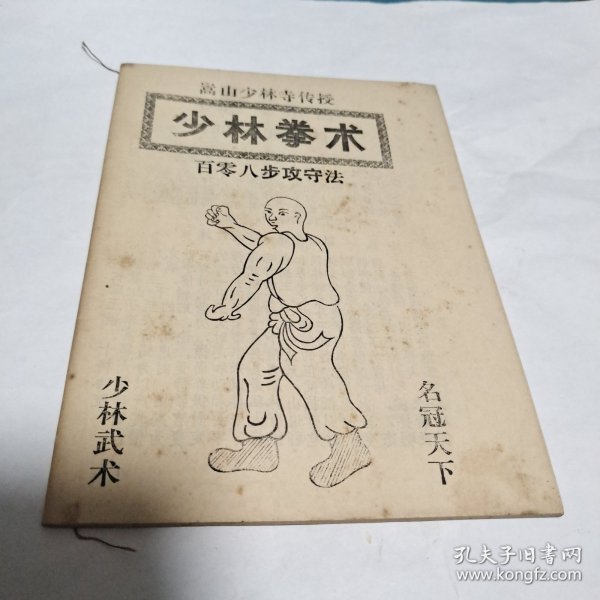 嵩山少林寺传授
少林拳术
百零八步攻守法
少林武术
名冠天下
孔夫子旧书网
www.kongfz.com